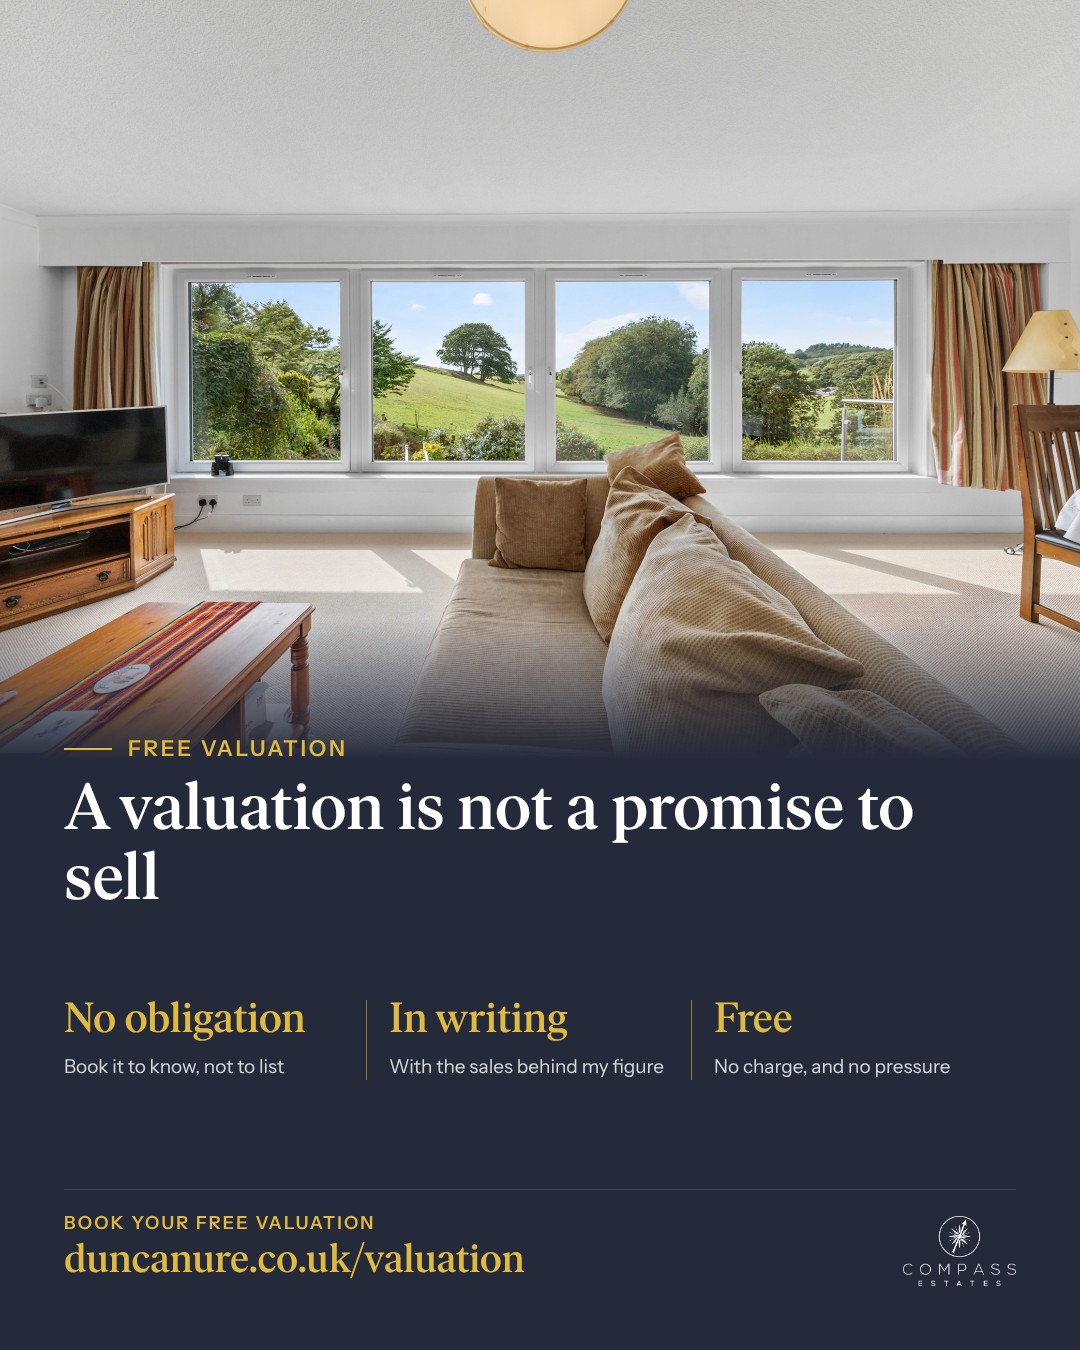 FREE VALUATION
A valuation is not a promise to
sell
No obligation
Book it to know, not to list
In writing
With the sales behind my figure
Free
No charge, and no pressure
BOOK YOUR FREE VALUATION
duncanure.co.uk/valuation
COMPASS
ESTATES